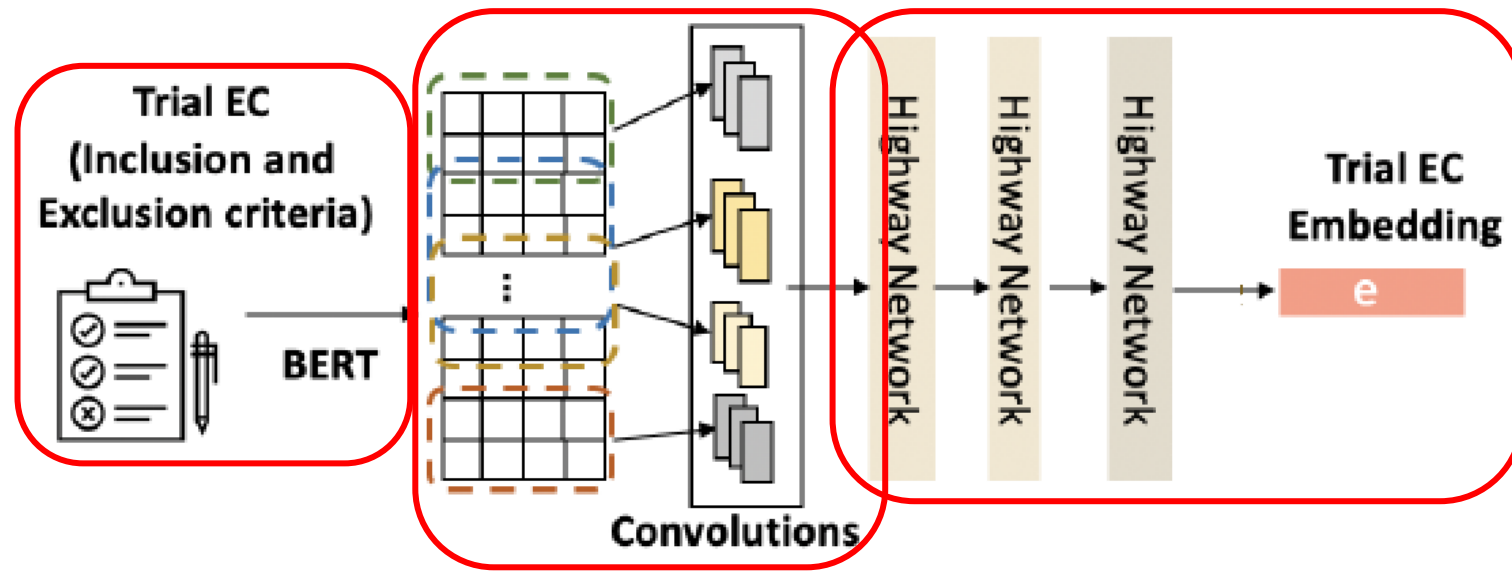 Trial EC
(Inclusion and
Exclusion criteria)
BERT
Convolutions
Highway Network
Highway Network
Highway Network
Trial EC
Embedding
e